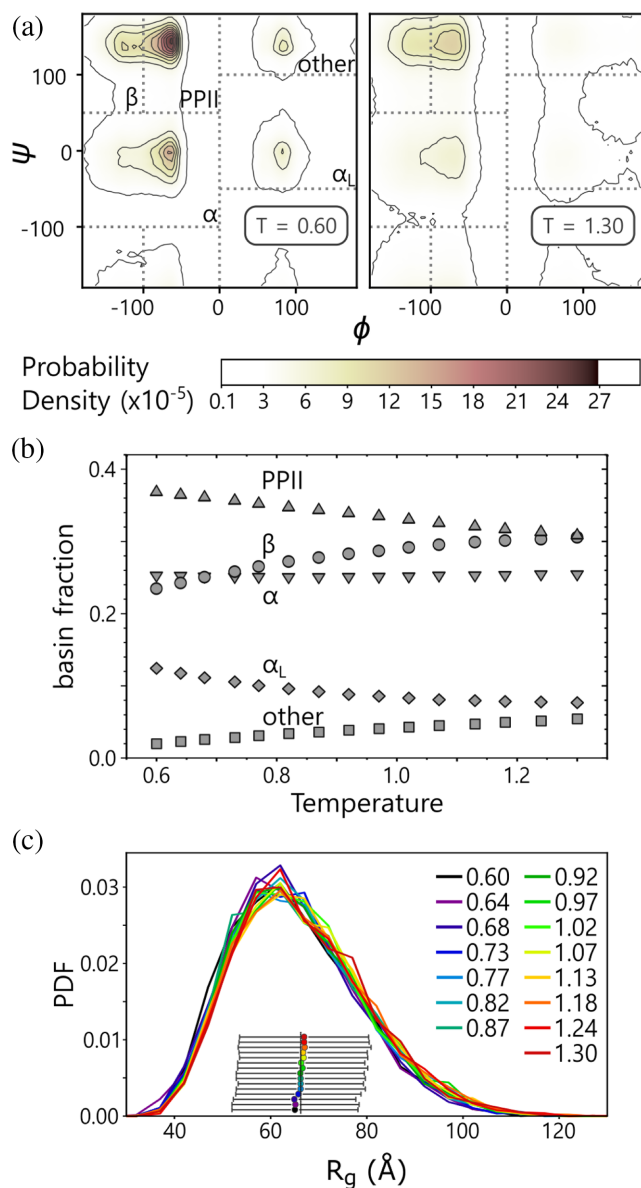 (a)
100
0
-100
ψ
β
PPII
other
α
α_L
T = 0.60
T = 1.30
-100 0 100 -100 0 100
ϕ
Probability
Density (x10⁻⁵)
0.1 3 6 9 12 15 18 21 24 27
(b)
0.4
0.2
0.0
basin fraction
PPII
β
α
α_L
other
0.6 0.8 1.0 1.2
Temperature
(c)
0.03
0.02
0.01
0.00
PDF
0.60 0.92
0.64 0.97
0.68 1.02
0.73 1.07
0.77 1.13
0.82 1.18
0.87 1.24
1.30
40 60 80 100 120
R_g (Å)